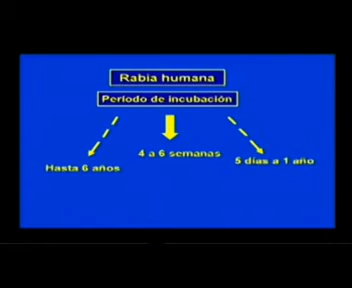 Rabia humana
Período de incubación
Hasta 6 años
4 a 6 semanas
5 días a 1 año